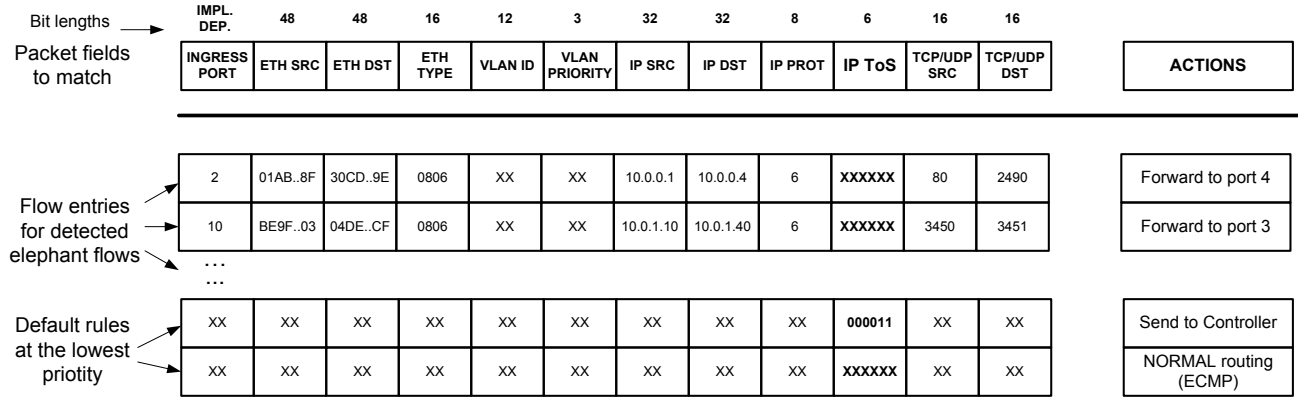 Bit lengths IMPL. DEP. 48 48 16 12 3 32 32 8 6 16 16
Packet fields to match INGRESS PORT ETH SRC ETH DST ETH TYPE VLAN ID VLAN PRIORITY IP SRC IP DST IP PROT IP ToS TCP/UDP SRC TCP/UDP DST ACTIONS
2 01AB..8F 30CD..9E 0806 XX XX 10.0.0.1 10.0.0.4 6 XXXXXX 80 2490 Forward to port 4
Flow entries for detected elephant flows
10 BE9F..03 04DE..CF 0806 XX XX 10.0.1.10 10.0.1.40 6 XXXXXX 3450 3451 Forward to port 3
...
...
Default rules at the lowest priotity
XX XX XX XX XX XX XX XX XX 000011 XX XX Send to Controller
XX XX XX XX XX XX XX XX XX XXXXXX XX XX NORMAL routing (ECMP)